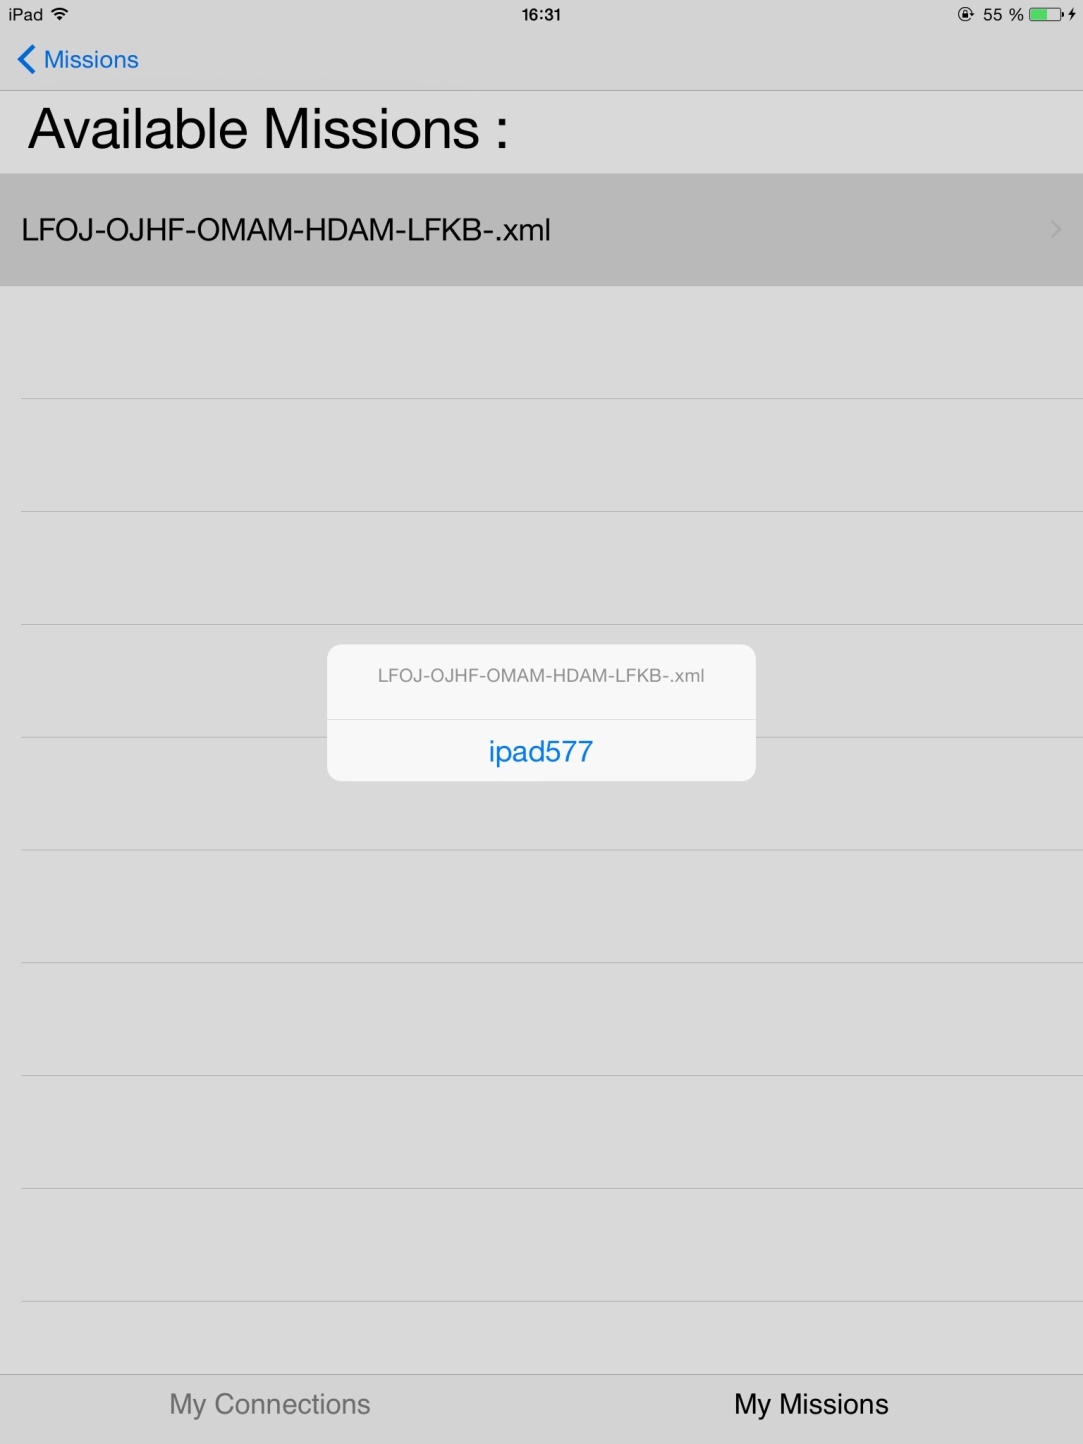 iPad
16:31
55 %
Missions
Available Missions :
LFOJ-OJHF-OMAM-HDAM-LFKB-.xml
LFOJ-OJHF-OMAM-HDAM-LFKB-.xml
ipad577
My Connections
My Missions